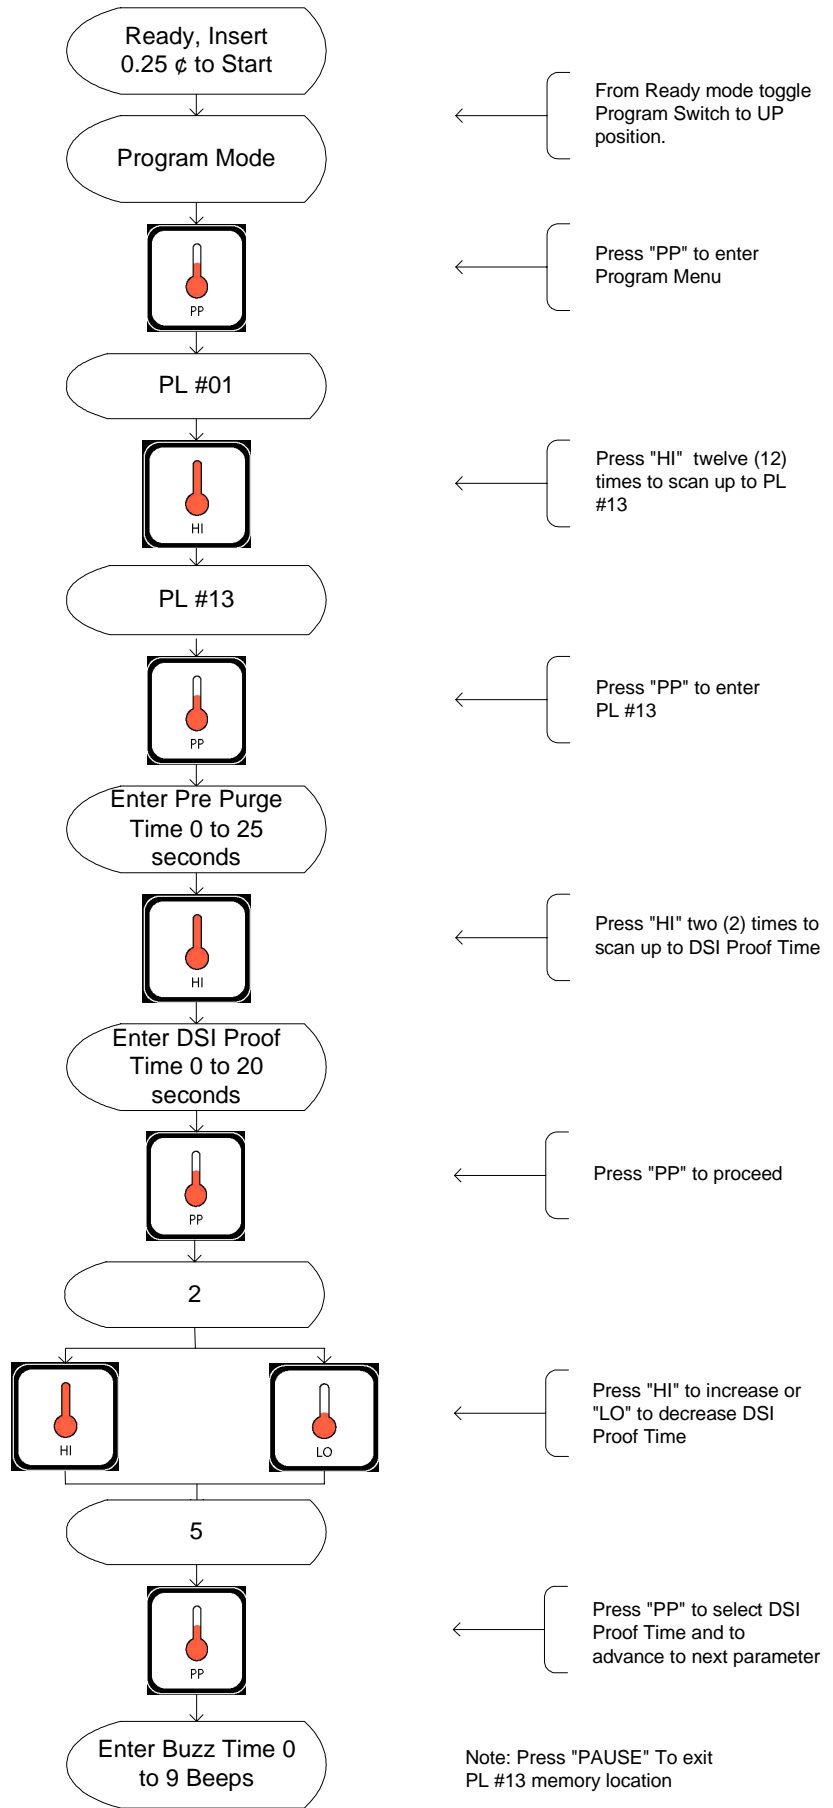 Ready, Insert
0.25 ¢ to Start
From Ready mode toggle
Program Switch to UP
position.
Program Mode
PP
Press "PP" to enter
Program Menu
PL #01
HI
Press "HI"  twelve (12)
times to scan up to PL
#13
PL #13
PP
Press "PP" to enter
PL #13
Enter Pre Purge
Time 0 to 25
seconds
HI
Press "HI" two (2) times to
scan up to DSI Proof Time
Enter DSI Proof
Time 0 to 20
seconds
PP
Press "PP" to proceed
2
HI
LO
Press "HI" to increase or
"LO" to decrease DSI
Proof Time
5
PP
Press "PP" to select DSI
Proof Time and to
advance to next parameter
Enter Buzz Time 0
to 9 Beeps
Note: Press "PAUSE" To exit
PL #13 memory location